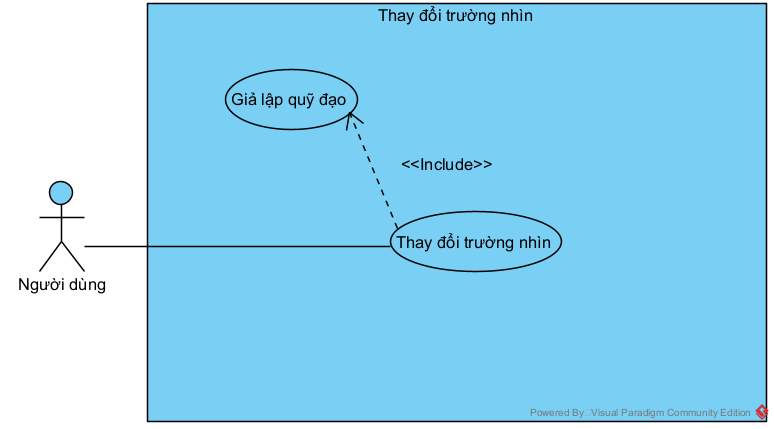 Thay đổi trường nhìn
Giả lập quỹ đạo
<<Include>>
Thay đổi trường nhìn
Người dùng
Powered By Visual Paradigm Community Edition